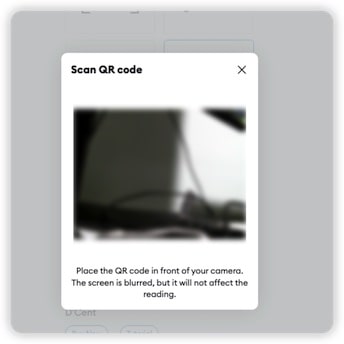 Scan QR code
Place the QR code in front of your camera.
The screen is blurred, but it will not affect the
reading.
D'Cent